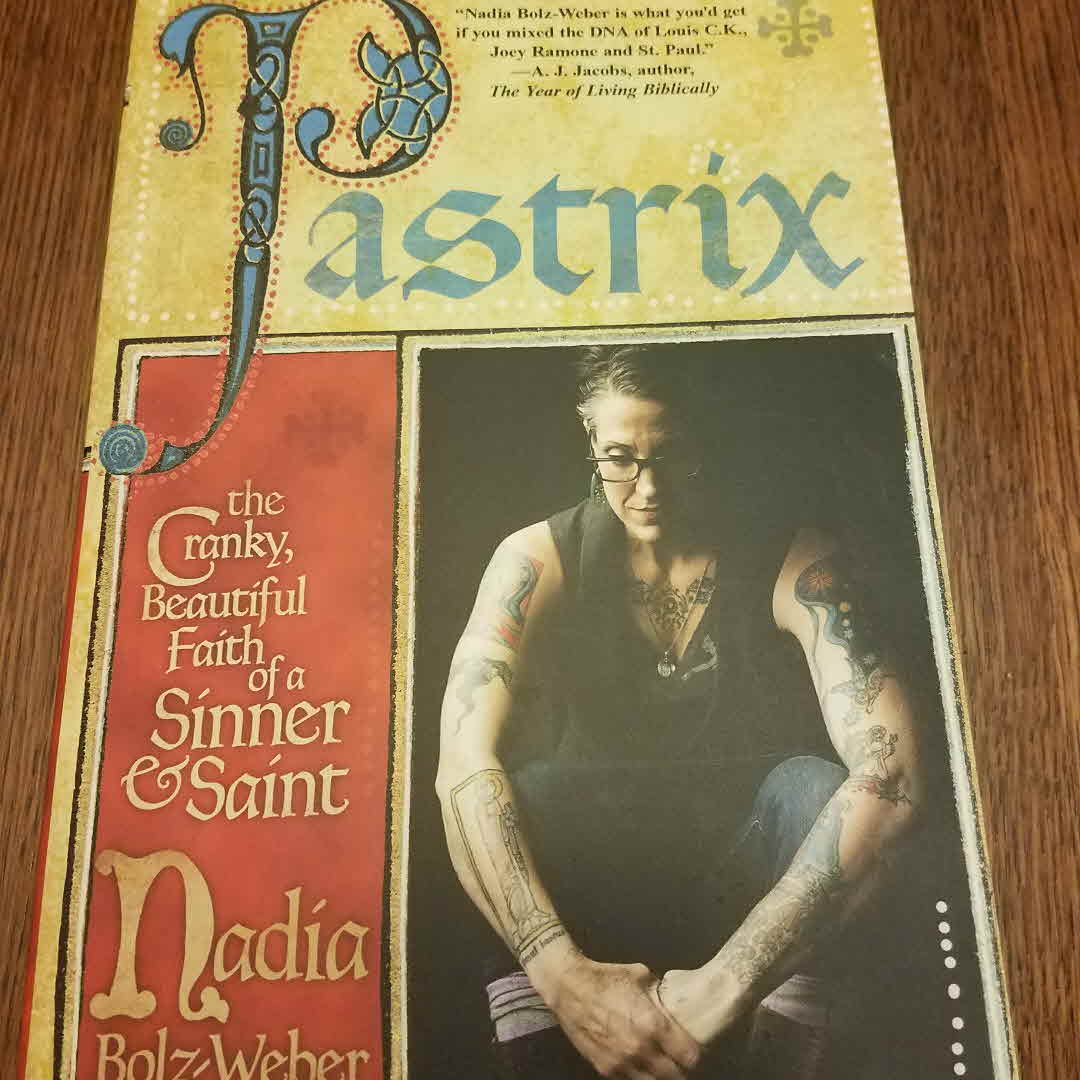 "Nadia Bolz-Weber is what you'd get
if you mixed the DNA of Louis C.K.,
Joey Ramone and St. Paul."
—A. J. Jacobs, author,
The Year of Living Biblically
Pastrix
the
Cranky,
Beautiful
Faith
of a
Sinner
& Saint
Nadia
Bolz-Weber